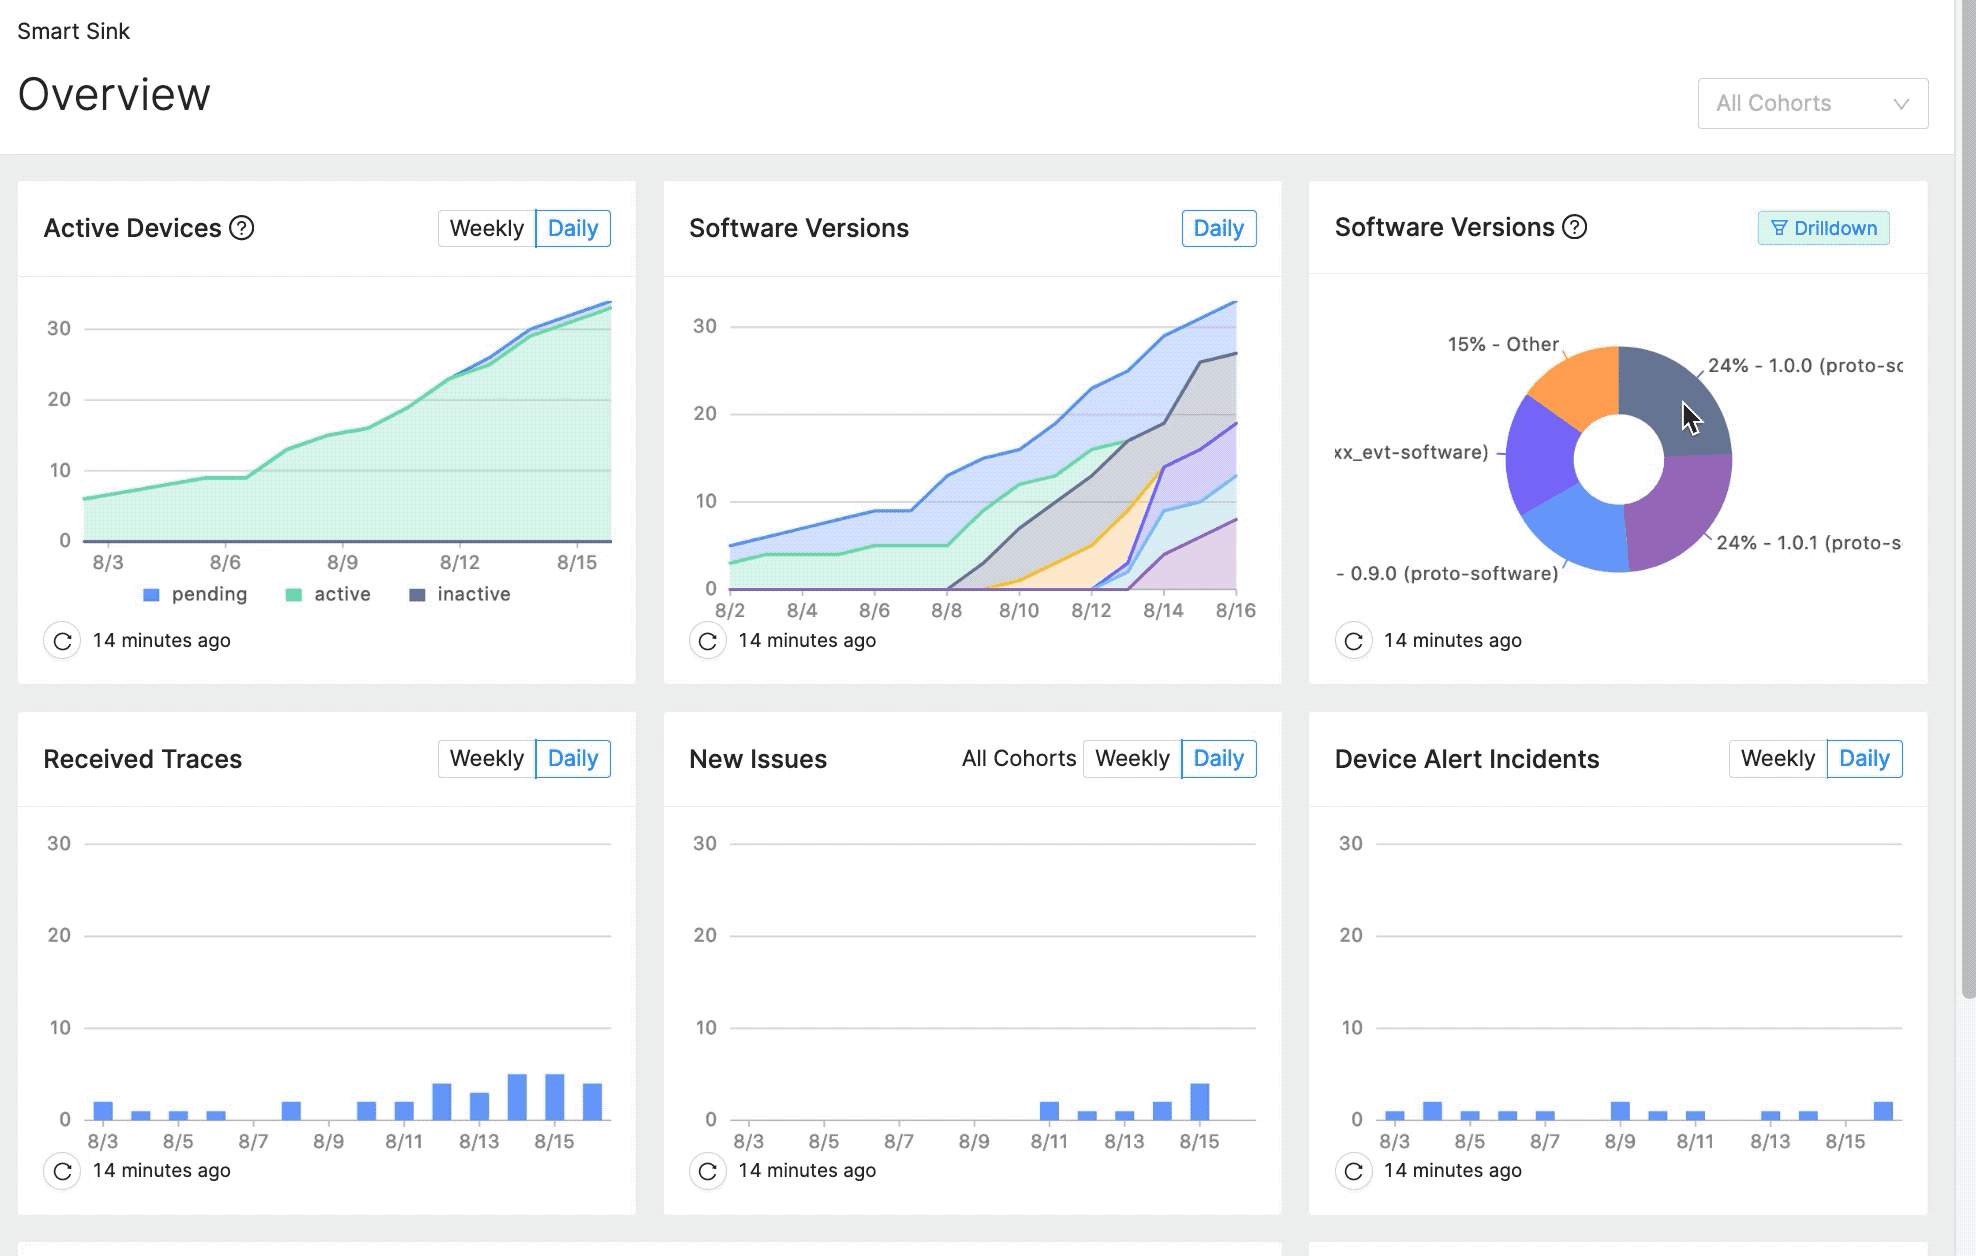 Smart Sink
Overview
All Cohorts
Active Devices
Weekly Daily
30
20
10
0
8/3 8/6 8/9 8/12 8/15
pending active inactive
14 minutes ago
Software Versions
Daily
30
20
10
0
8/2 8/4 8/6 8/8 8/10 8/12 8/14 8/16
14 minutes ago
Software Versions
Drilldown
15% - Other
24% - 1.0.0 (proto-sc
xx_evt-software)
24% - 1.0.1 (proto-s
- 0.9.0 (proto-software)
14 minutes ago
Received Traces
Weekly Daily
30
20
10
0
8/3 8/5 8/7 8/9 8/11 8/13 8/15
14 minutes ago
New Issues
All Cohorts Weekly Daily
30
20
10
0
8/3 8/5 8/7 8/9 8/11 8/13 8/15
14 minutes ago
Device Alert Incidents
Weekly Daily
30
20
10
0
8/3 8/5 8/7 8/9 8/11 8/13 8/15
14 minutes ago